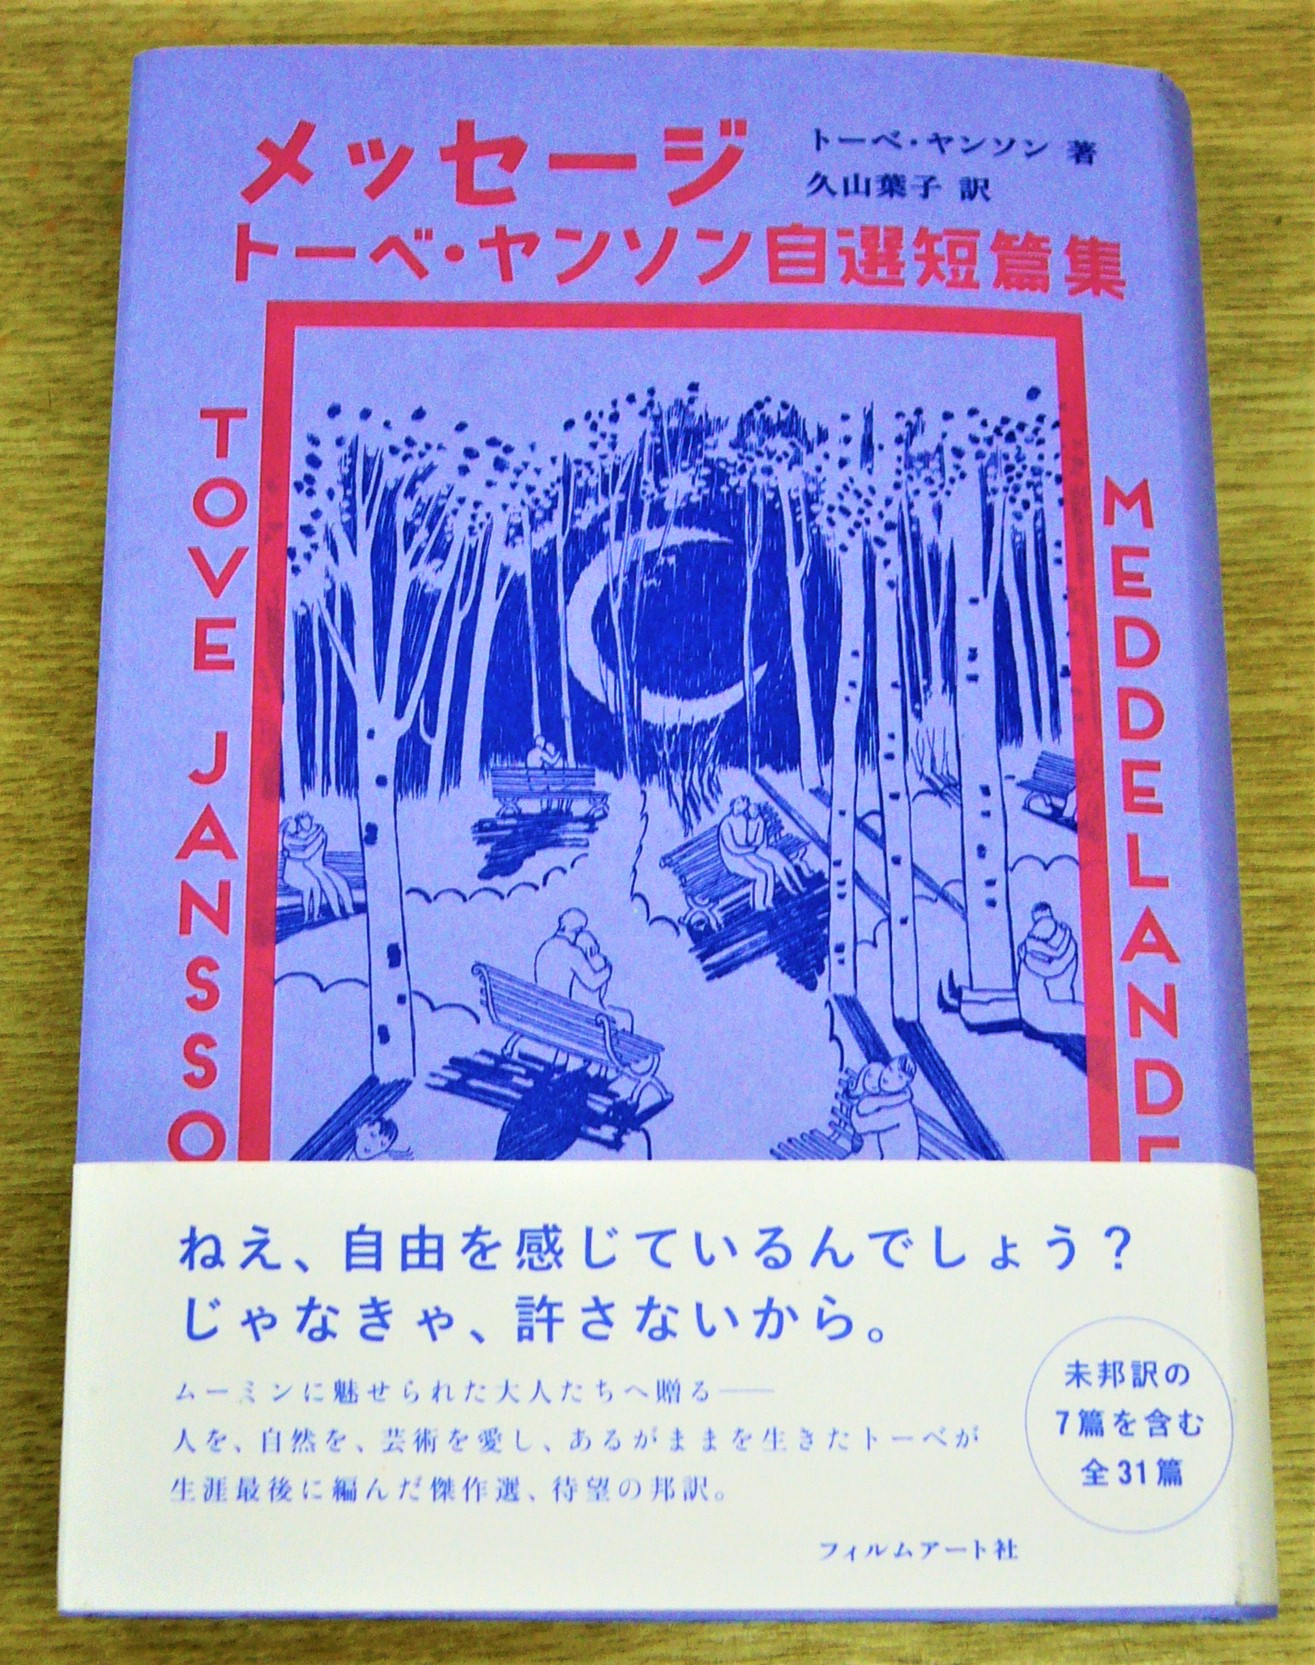 メッセージ
トーベ・ヤンソン 著
久山葉子 訳
トーベ・ヤンソン自選短篇集
TOVE JANSSO
MEDDELANDE
ねえ、自由を感じているんでしょう？
じゃなきゃ、許さないから。
ムーミンに魅せられた大人たちへ贈る——
人を、自然を、芸術を愛し、あるがままを生きたトーベが
生涯最後に編んだ傑作選、待望の邦訳。
未邦訳の
7篇を含む
全31篇
フィルムアート社